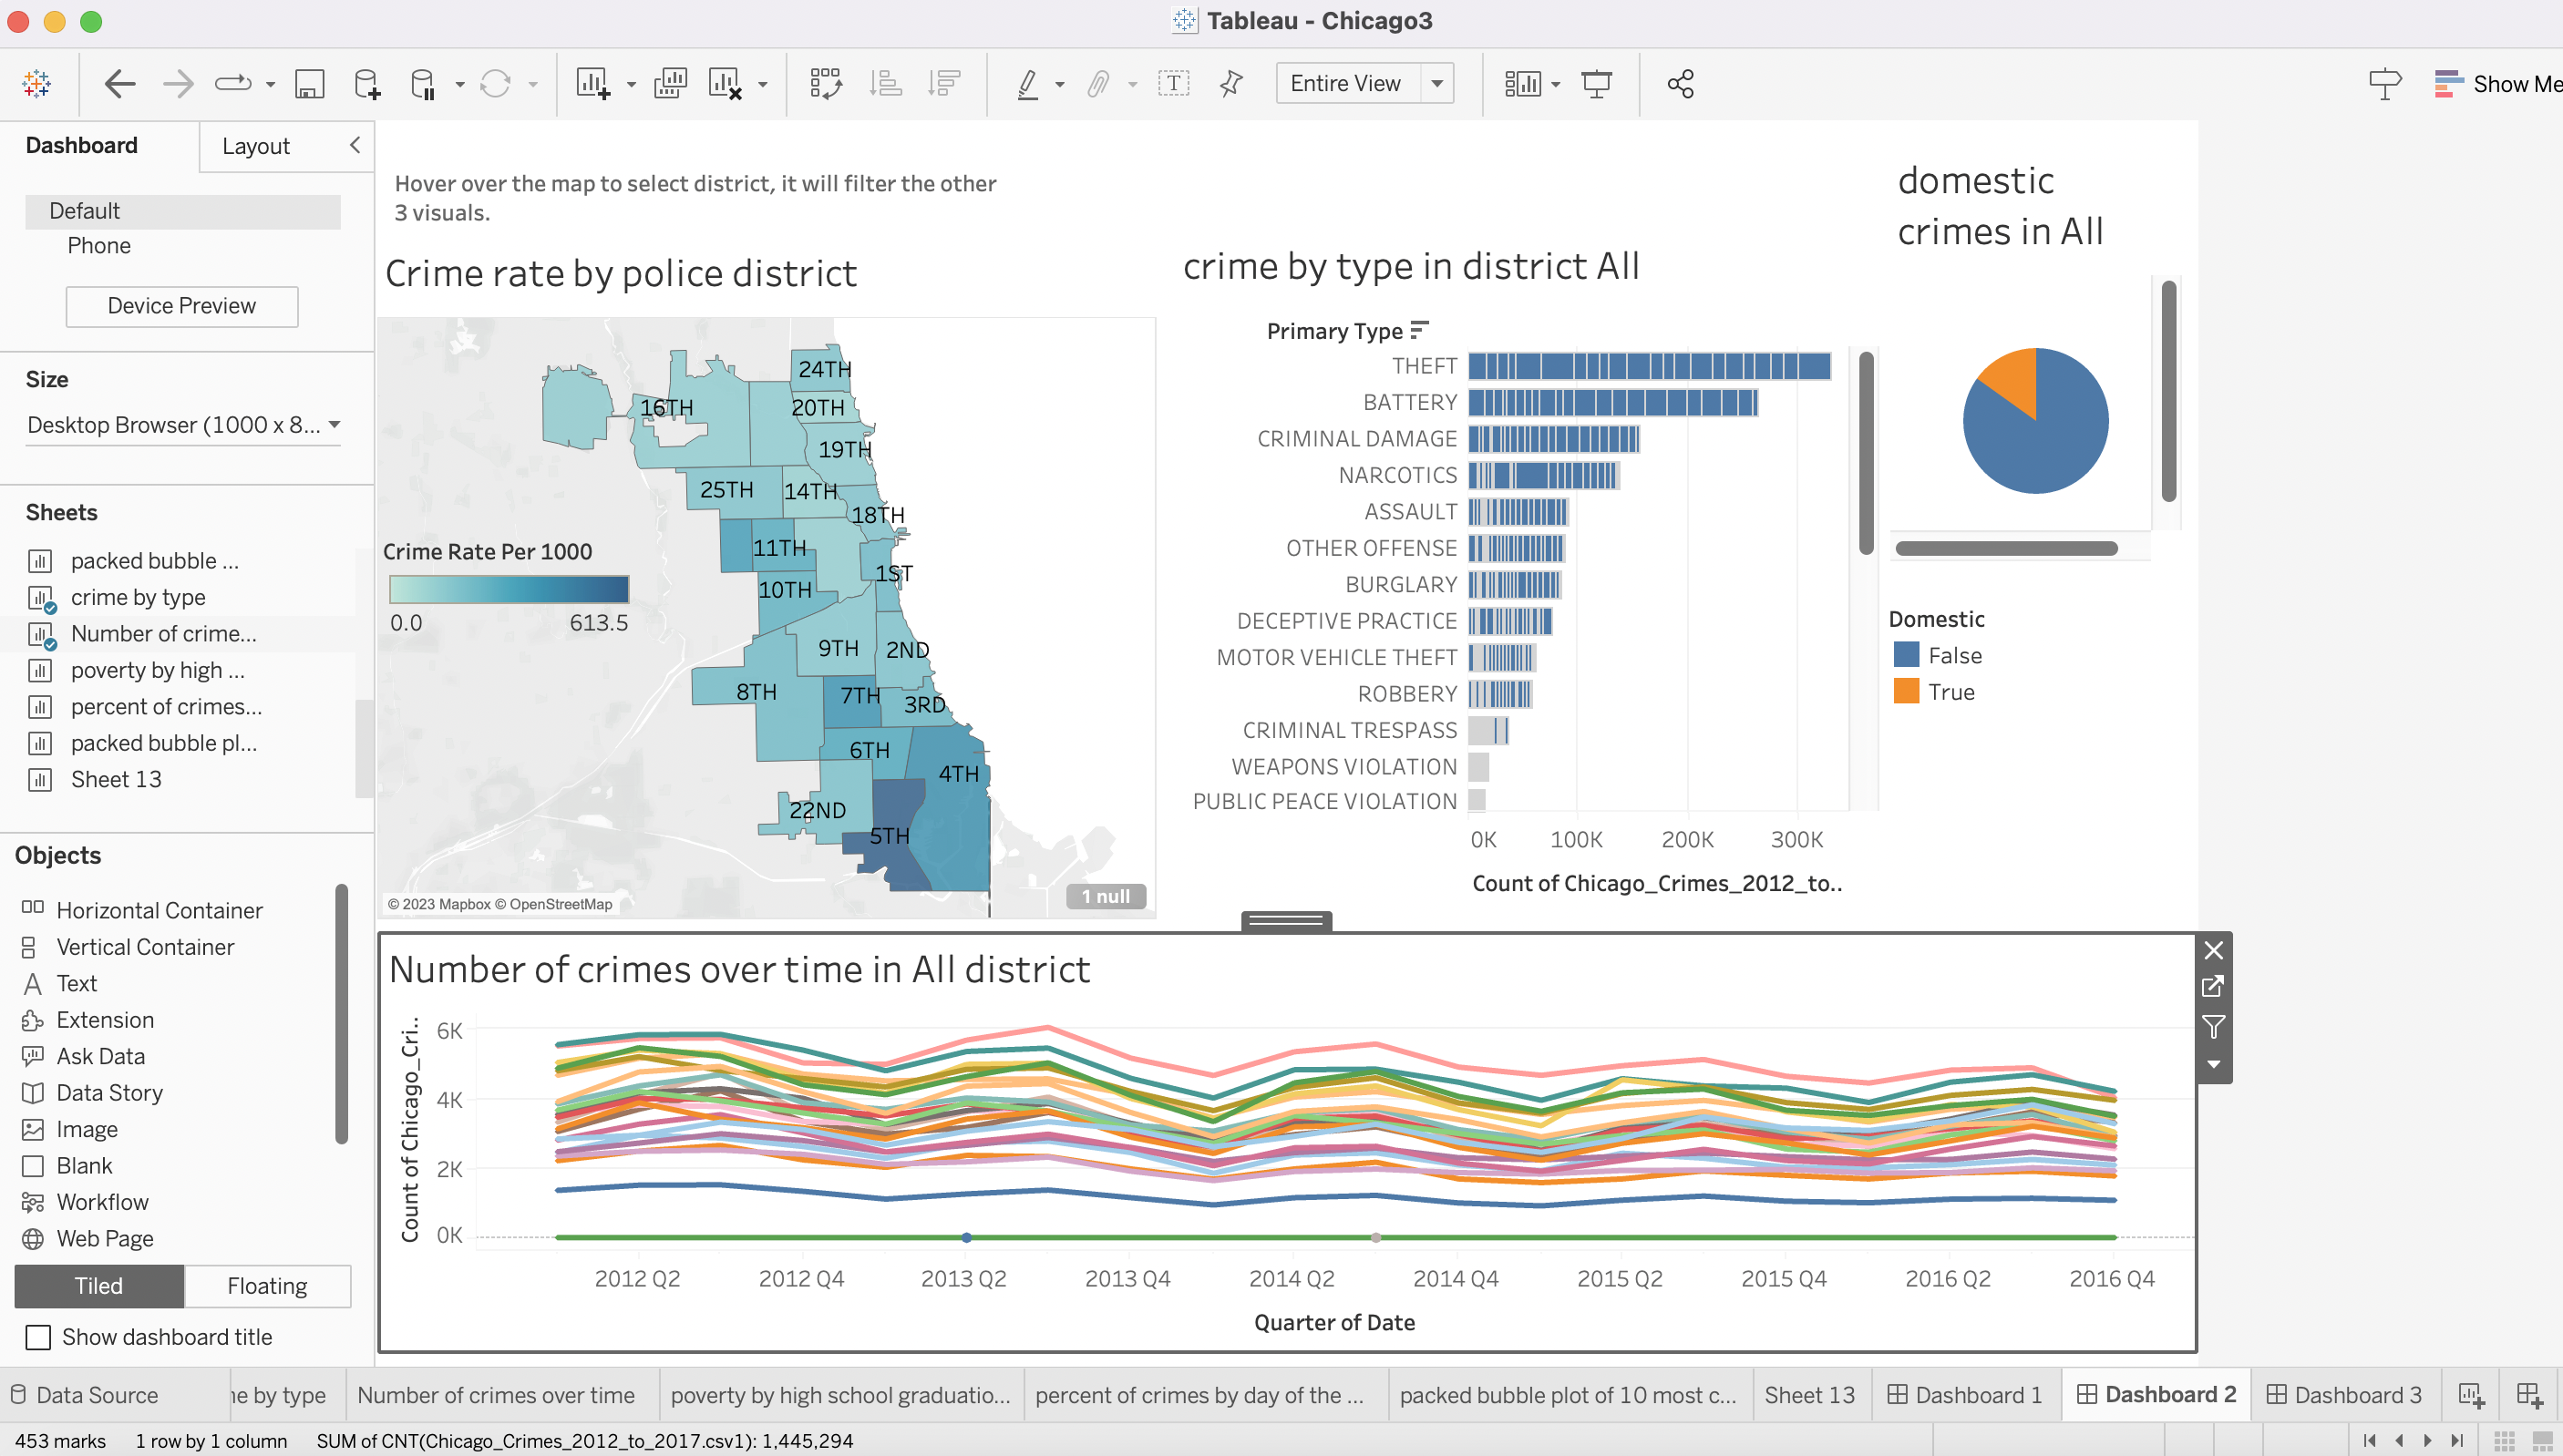 Tableau - Chicago3
Entire View
Show Me
Dashboard
Layout
Default
Phone
Device Preview
Size
Desktop Browser (1000 x 8...
Sheets
packed bubble ...
crime by type
Number of crime...
poverty by high ...
percent of crimes...
packed bubble pl...
Sheet 13
Objects
Horizontal Container
Vertical Container
A Text
Extension
Ask Data
Data Story
Image
Blank
Workflow
Web Page
Tiled
Floating
Show dashboard title
Hover over the map to select district, it will filter the other
3 visuals.
Crime rate by police district
24TH
16TH
20TH
19TH
25TH
14TH
18TH
11TH
1ST
10TH
9TH
2ND
8TH
7TH
3RD
6TH
4TH
22ND
5TH
Crime Rate Per 1000
0.0
613.5
© 2023 Mapbox © OpenStreetMap
1 null
crime by type in district All
Primary Type
THEFT
BATTERY
CRIMINAL DAMAGE
NARCOTICS
ASSAULT
OTHER OFFENSE
BURGLARY
DECEPTIVE PRACTICE
MOTOR VEHICLE THEFT
ROBBERY
CRIMINAL TRESPASS
WEAPONS VIOLATION
PUBLIC PEACE VIOLATION
0K
100K
200K
300K
Count of Chicago_Crimes_2012_to..
domestic
crimes in All
Domestic
False
True
Number of crimes over time in All district
Count of Chicago_Cri..
6K
4K
2K
0K
2012 Q2
2012 Q4
2013 Q2
2013 Q4
2014 Q2
2014 Q4
2015 Q2
2015 Q4
2016 Q2
2016 Q4
Quarter of Date
Data Source
ne by type
Number of crimes over time
poverty by high school graduatio...
percent of crimes by day of the ...
packed bubble plot of 10 most c...
Sheet 13
Dashboard 1
Dashboard 2
Dashboard 3
453 marks
1 row by 1 column
SUM of CNT(Chicago_Crimes_2012_to_2017.csv1): 1,445,294